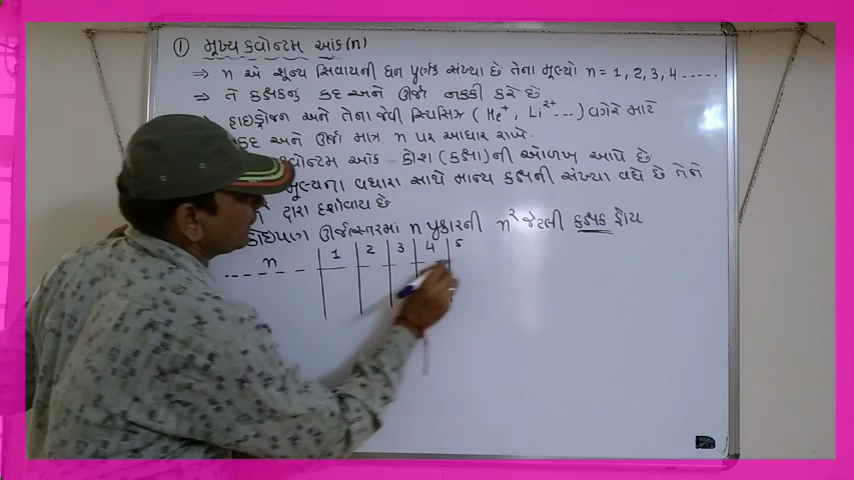 ① મુખ્ય ક્વોન્ટમ આંક (n)
⇒ n એ શૂન્ય સિવાયની ધન પુર્ણાંક સંખ્યા છે તેના મૂલ્યો n = 1, 2, 3, 4 .....
⇒ તે કક્ષકનું કદ અને ઊર્જા નક્કી કરે છે
હાઇડ્રોજન અને તેના જેવી સ્પિસિઝ (He⁺, Li²⁺ ...) વગેરે માટે
કદ અને ઊર્જા માત્ર n પર આધાર રાખે.
ક્વોન્ટમ આંક કોશ (કક્ષા) ની ઓળખ આપે છે
મૂલ્યના વધારા સાથે માન્ય કક્ષની સંખ્યા વધે છે તેને
દ્વારા દર્શાવાય છે
કોઇપણ ઊર્જાસ્તરમાં n પ્રકારની n² જેટલી કક્ષક હોય
n 1 2 3 4 5